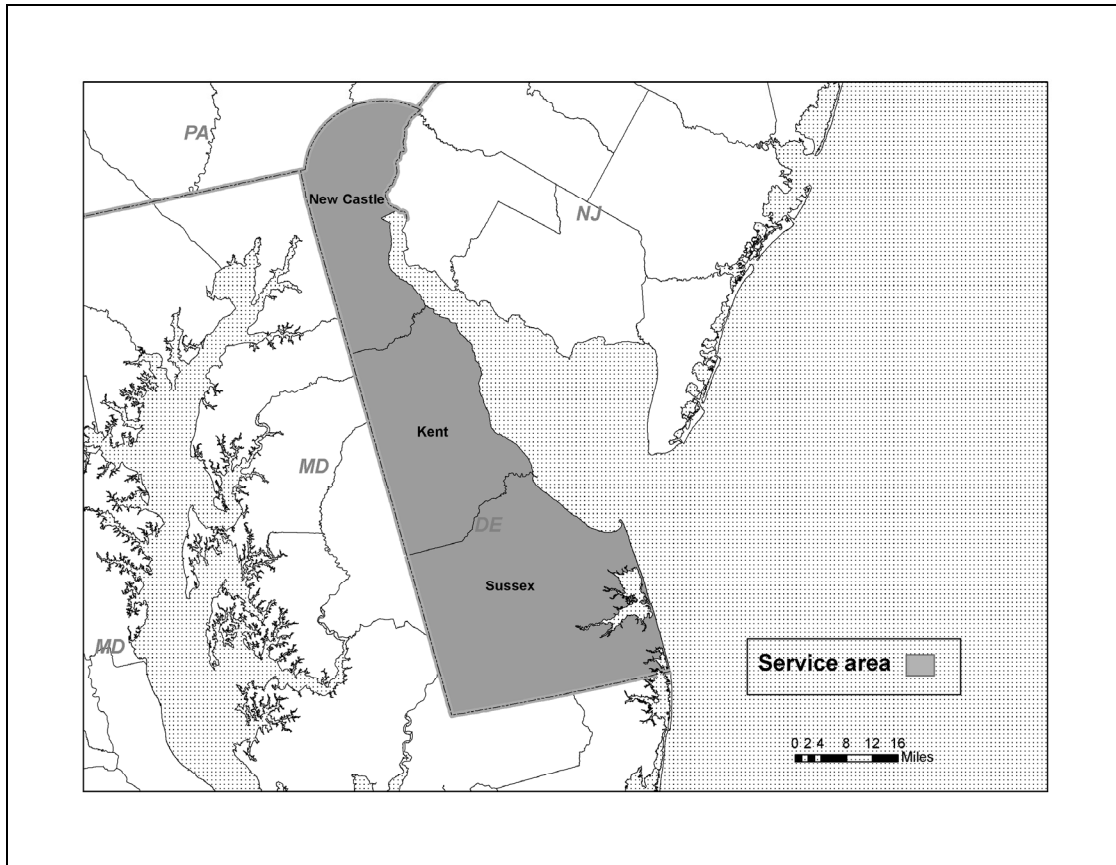 PA
New Castle
NJ
Kent
MD
DE
Sussex
MD
Service area
0 2 4 8 12 16
Miles